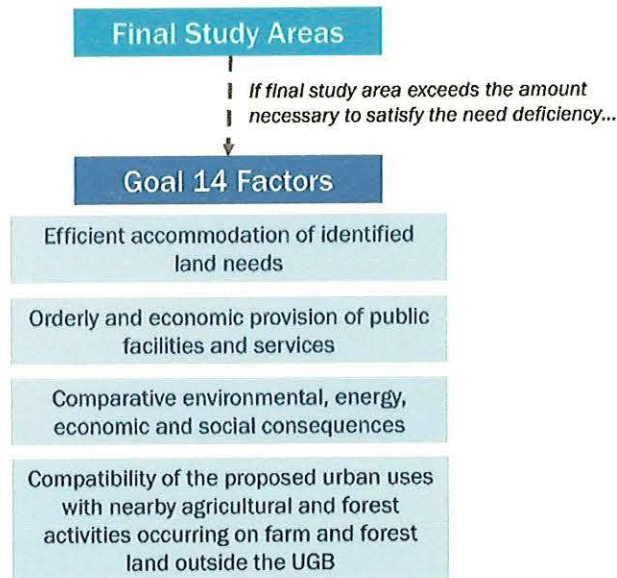 Final Study Areas
If final study area exceeds the amount
necessary to satisfy the need deficiency...
Goal 14 Factors
Efficient accommodation of identified
land needs
Orderly and economic provision of public
facilities and services
Comparative environmental, energy,
economic and social consequences
Compatibility of the proposed urban uses
with nearby agricultural and forest
activities occurring on farm and forest
land outside the UGB